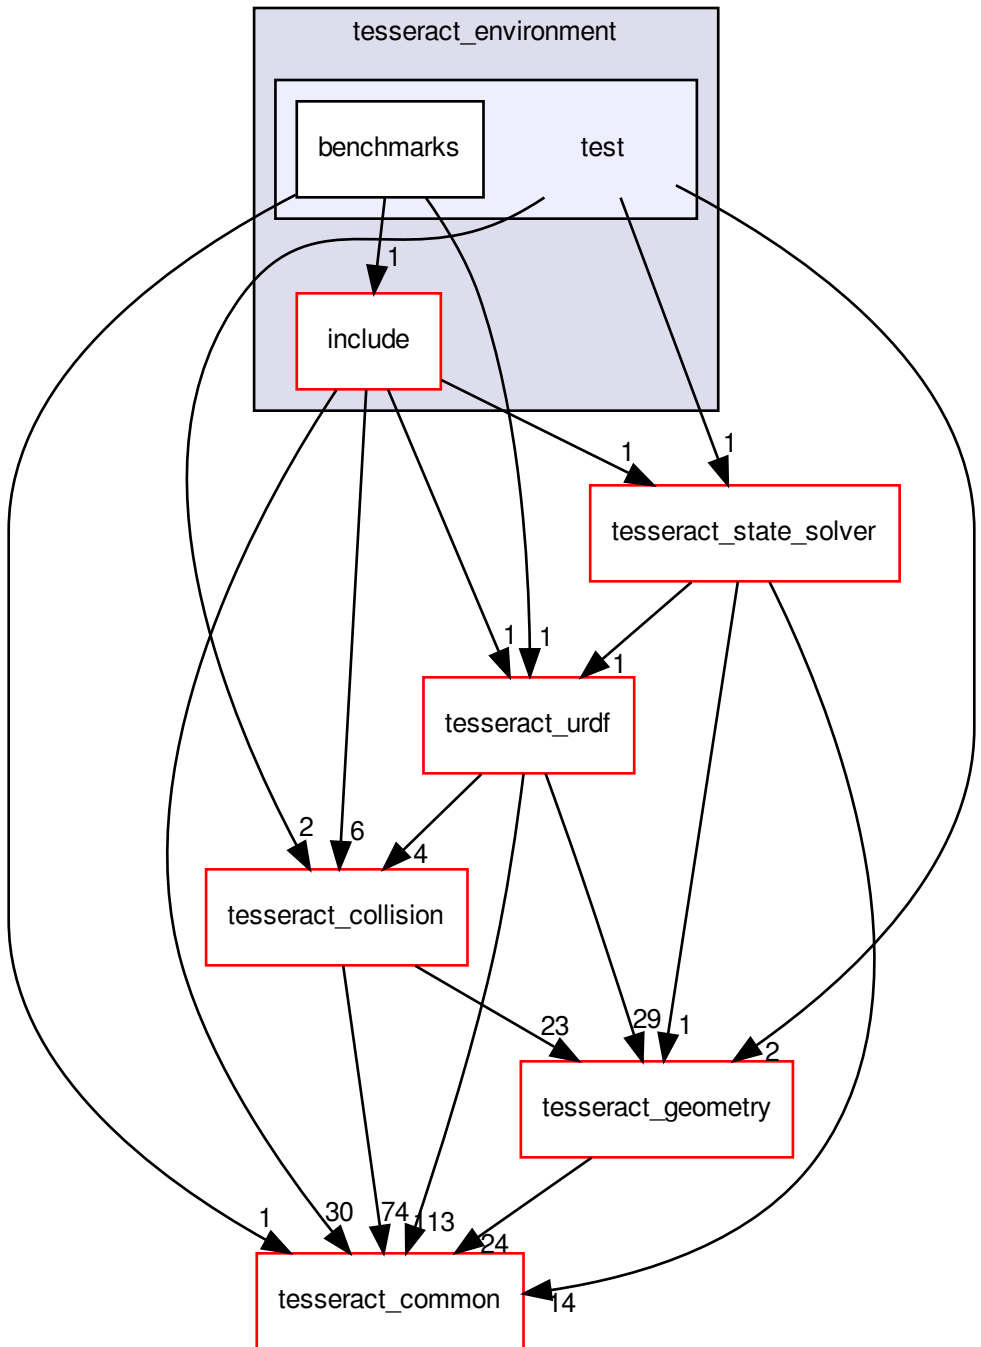 tesseract_environment
benchmarks
test
1
include
1
1
tesseract_state_solver
1
1
1
tesseract_urdf
2
6
4
tesseract_collision
23
29
1
2
tesseract_geometry
1
30
74
113
24
tesseract_common
14